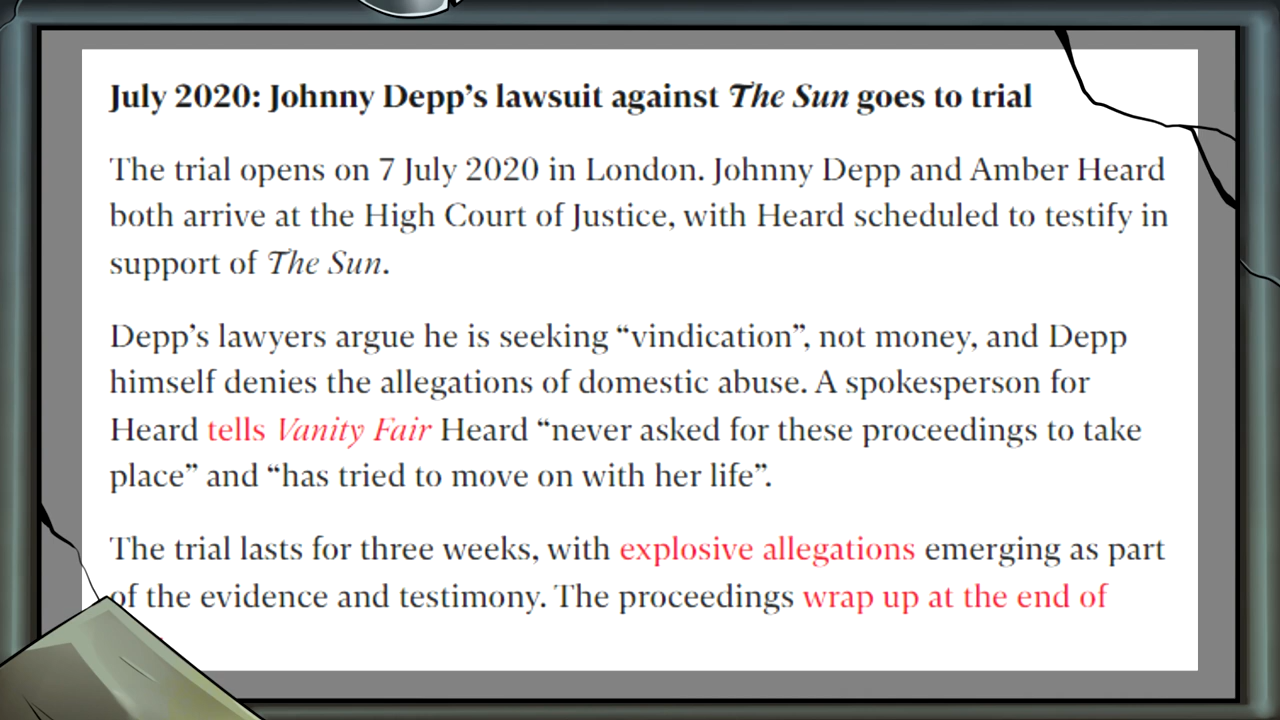 July 2020: Johnny Depp’s lawsuit against The Sun goes to trial
The trial opens on 7 July 2020 in London. Johnny Depp and Amber Heard
both arrive at the High Court of Justice, with Heard scheduled to testify in
support of The Sun.
Depp’s lawyers argue he is seeking “vindication”, not money, and Depp
himself denies the allegations of domestic abuse. A spokesperson for
Heard tells Vanity Fair Heard “never asked for these proceedings to take
place” and “has tried to move on with her life”.
The trial lasts for three weeks, with explosive allegations emerging as part
of the evidence and testimony. The proceedings wrap up at the end of